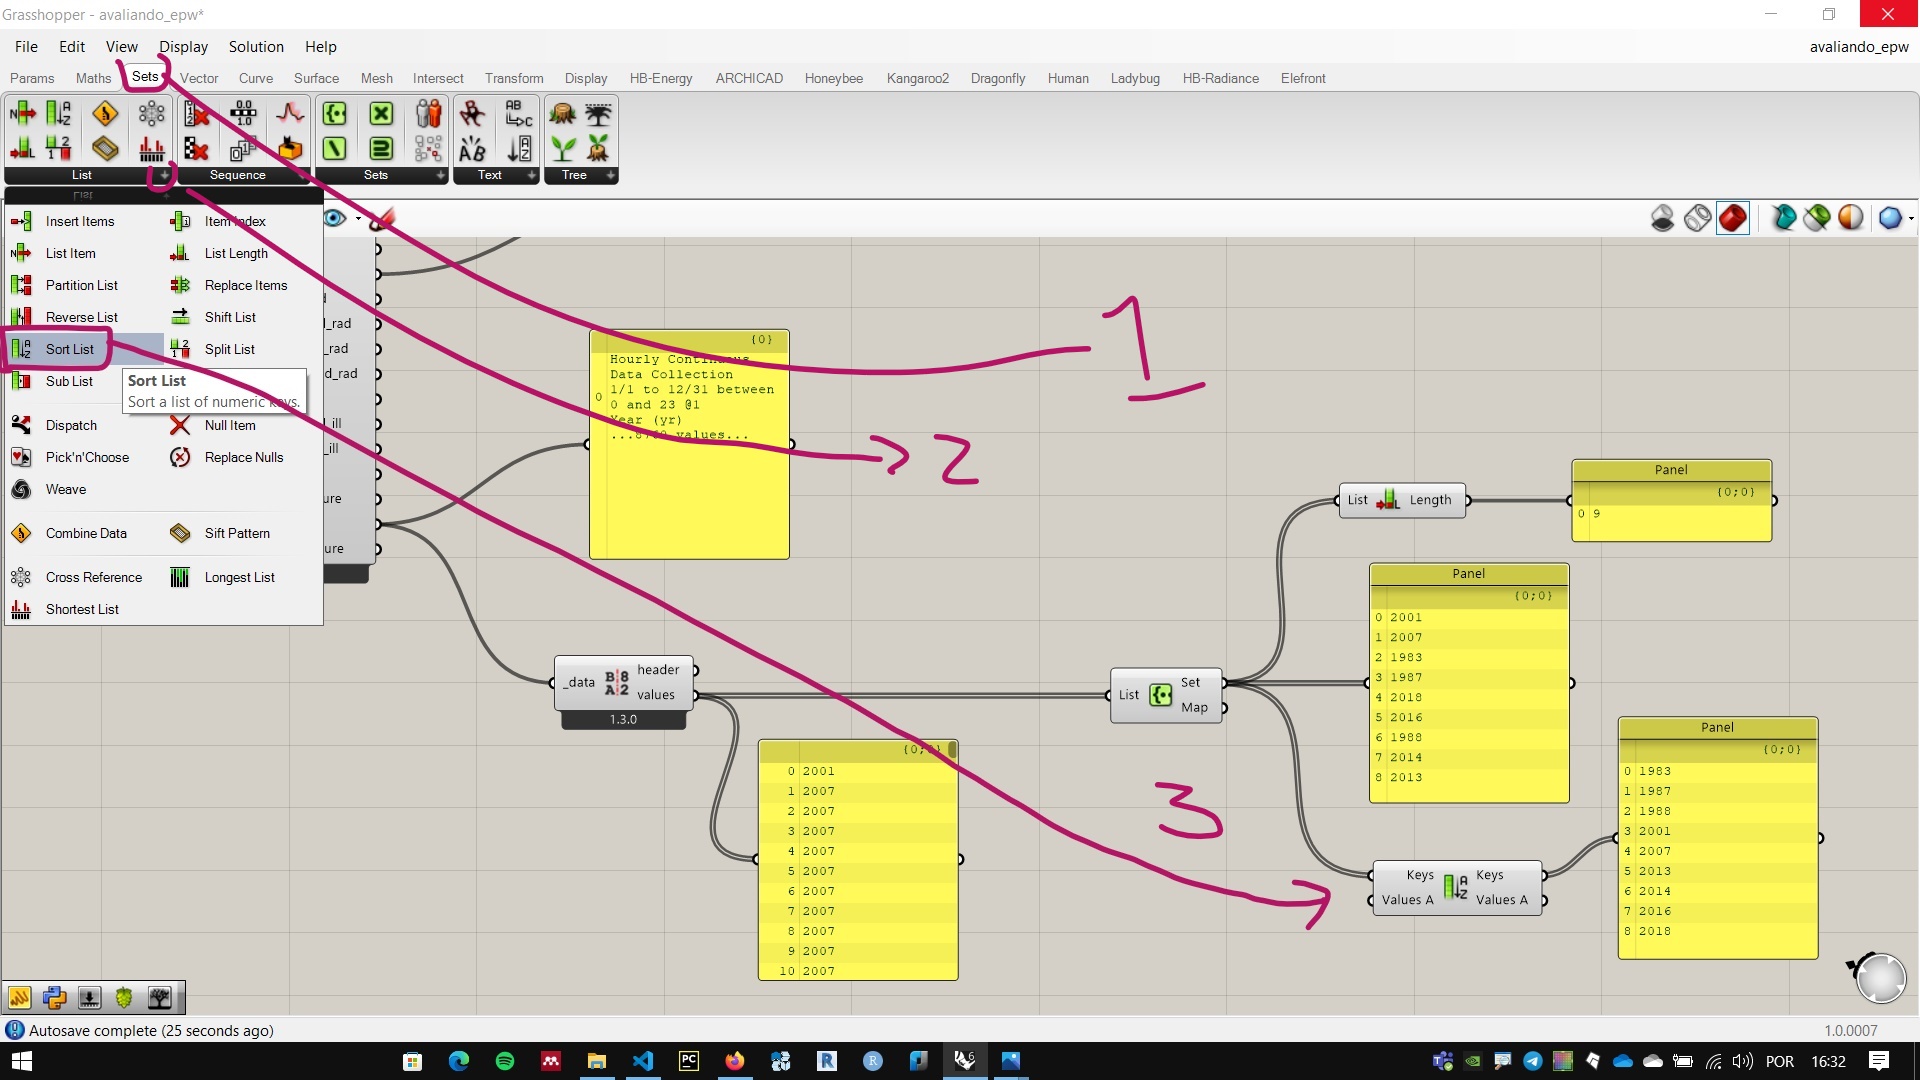 Grasshopper - avaliando_epw*
File Edit View Display Solution Help
avaliando_epw
Params Maths Sets Vector Curve Surface Mesh Intersect Transform Display HB-Energy ARCHICAD Honeybee Kangaroo2 Dragonfly Human Ladybug HB-Radiance Elefront
List Sequence Sets Text Tree
List
Insert Items Item Index
List Item List Length
Partition List Replace Items
Reverse List Shift List
Sort List Split List
Sub List
Sort List
Sort a list of numeric keys.
Dispatch Null Item
Pick'n'Choose Replace Nulls
Weave
Combine Data Sift Pattern
Cross Reference Longest List
Shortest List
_rad
_rad
d_rad
_ill
_ill
ure
ure
{0}
0
Hourly Continuous
Data Collection
1/1 to 12/31 between
0 and 23 @1
Year (yr)
...8760 values...
1
2
3
List Length
Panel
{0;0}
0 9
Panel
{0;0}
0 2001
1 2007
2 1983
3 1987
4 2018
5 2016
6 1988
7 2014
8 2013
_data header
values
1.3.0
List Set
Map
{0;0}
0 2001
1 2007
2 2007
3 2007
4 2007
5 2007
6 2007
7 2007
8 2007
9 2007
10 2007
Keys Keys
Values A Values A
Panel
{0;0}
0 1983
1 1987
2 1988
3 2001
4 2007
5 2013
6 2014
7 2016
8 2018
Autosave complete (25 seconds ago)
1.0.0007
POR 16:32